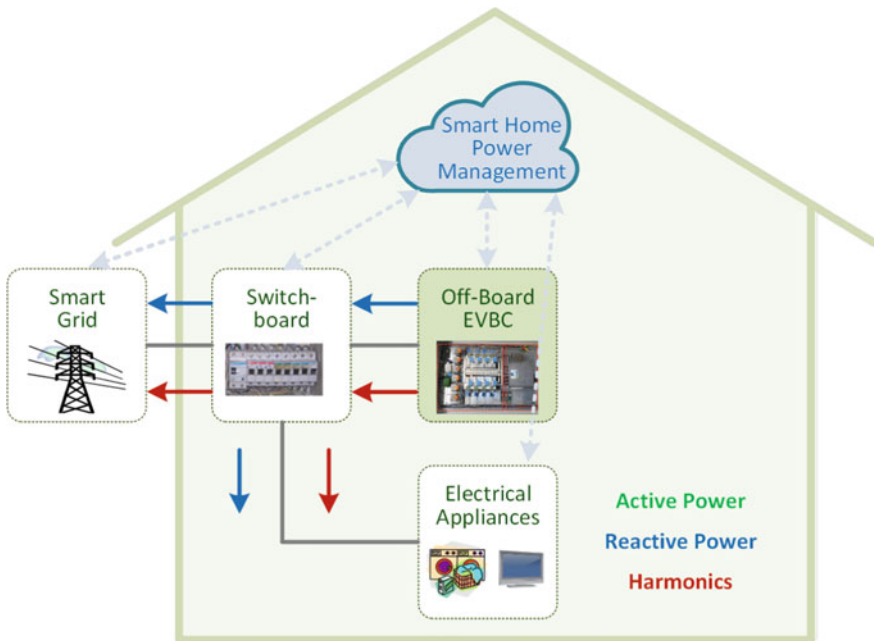 Smart Home
Power
Management
Smart
Grid
Switch-
board
Off-Board
EVBC
Electrical
Appliances
Active Power
Reactive Power
Harmonics